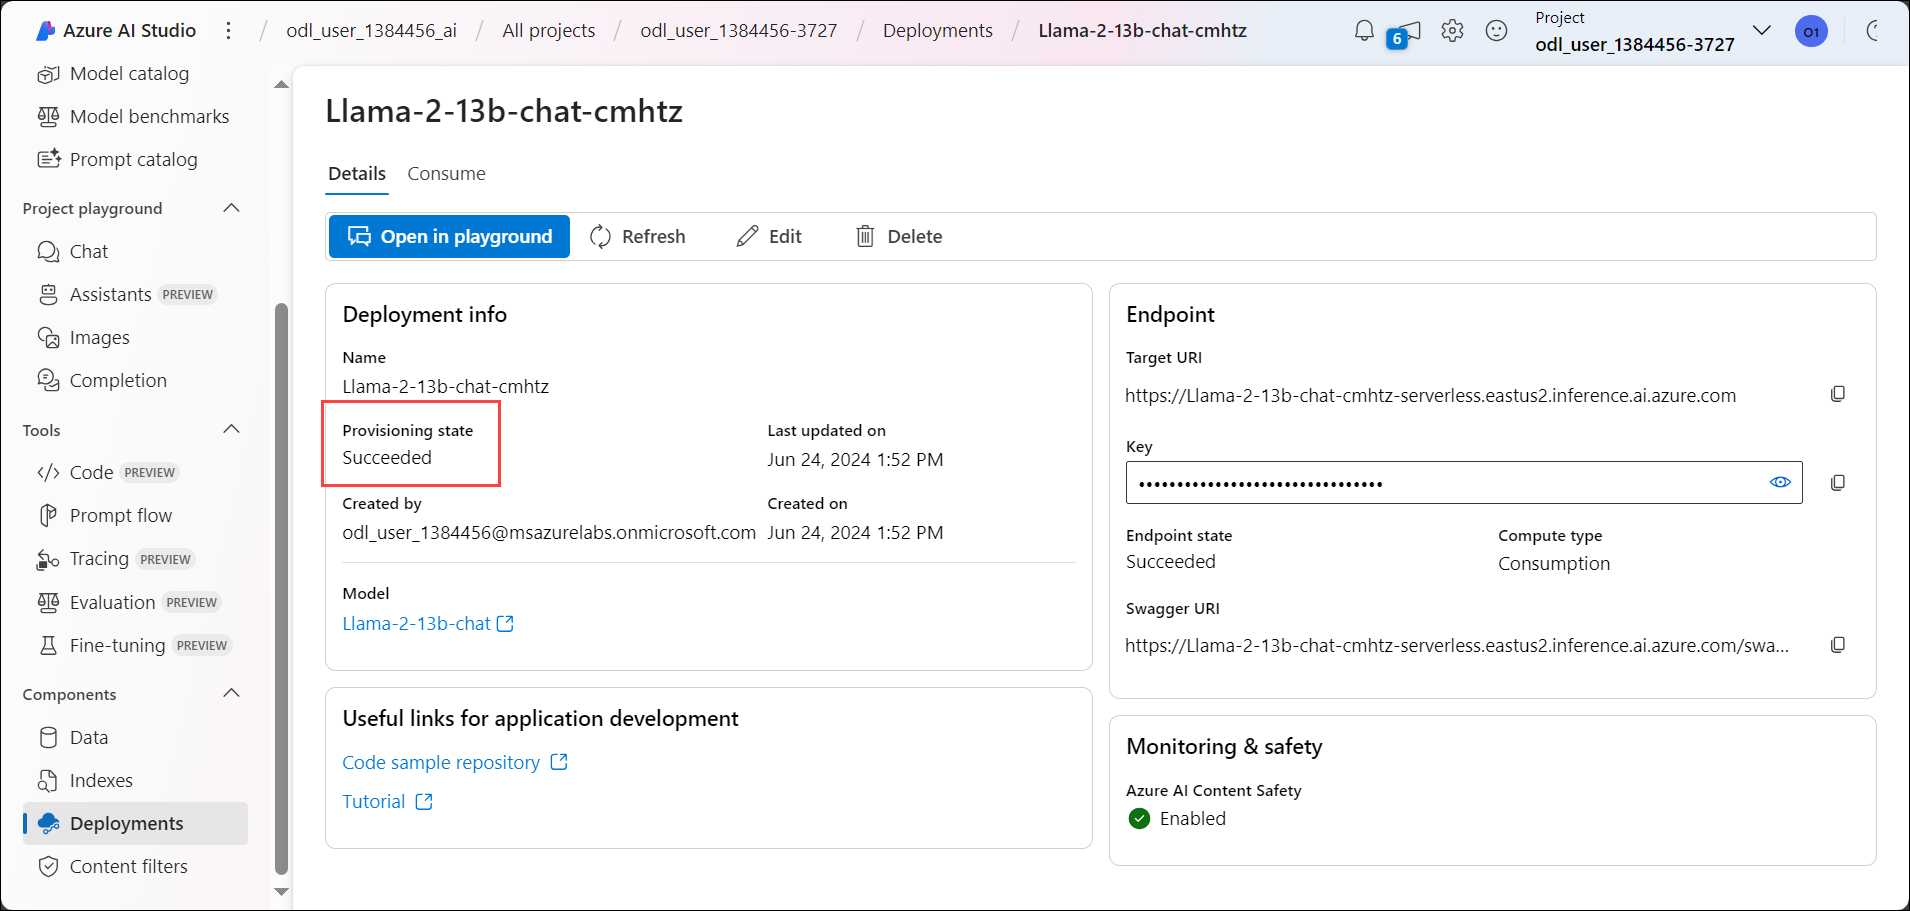 Azure AI Studio
odl_user_1384456_ai / All projects / odl_user_1384456-3727 / Deployments / Llama-2-13b-chat-cmhtz
6
Project
odl_user_1384456-3727
O1
Model catalog
Model benchmarks
Prompt catalog
Project playground
Chat
Assistants PREVIEW
Images
Completion
Tools
Code PREVIEW
Prompt flow
Tracing PREVIEW
Evaluation PREVIEW
Fine-tuning PREVIEW
Components
Data
Indexes
Deployments
Content filters
Llama-2-13b-chat-cmhtz
Details Consume
Open in playground Refresh Edit Delete
Deployment info
Name
Llama-2-13b-chat-cmhtz
Provisioning state
Succeeded
Last updated on
Jun 24, 2024 1:52 PM
Created by
odl_user_1384456@msazurelabs.onmicrosoft.com
Created on
Jun 24, 2024 1:52 PM
Model
Llama-2-13b-chat
Useful links for application development
Code sample repository
Tutorial
Endpoint
Target URI
https://Llama-2-13b-chat-cmhtz-serverless.eastus2.inference.ai.azure.com
Key
Endpoint state
Succeeded
Compute type
Consumption
Swagger URI
https://Llama-2-13b-chat-cmhtz-serverless.eastus2.inference.ai.azure.com/swa...
Monitoring & safety
Azure AI Content Safety
Enabled